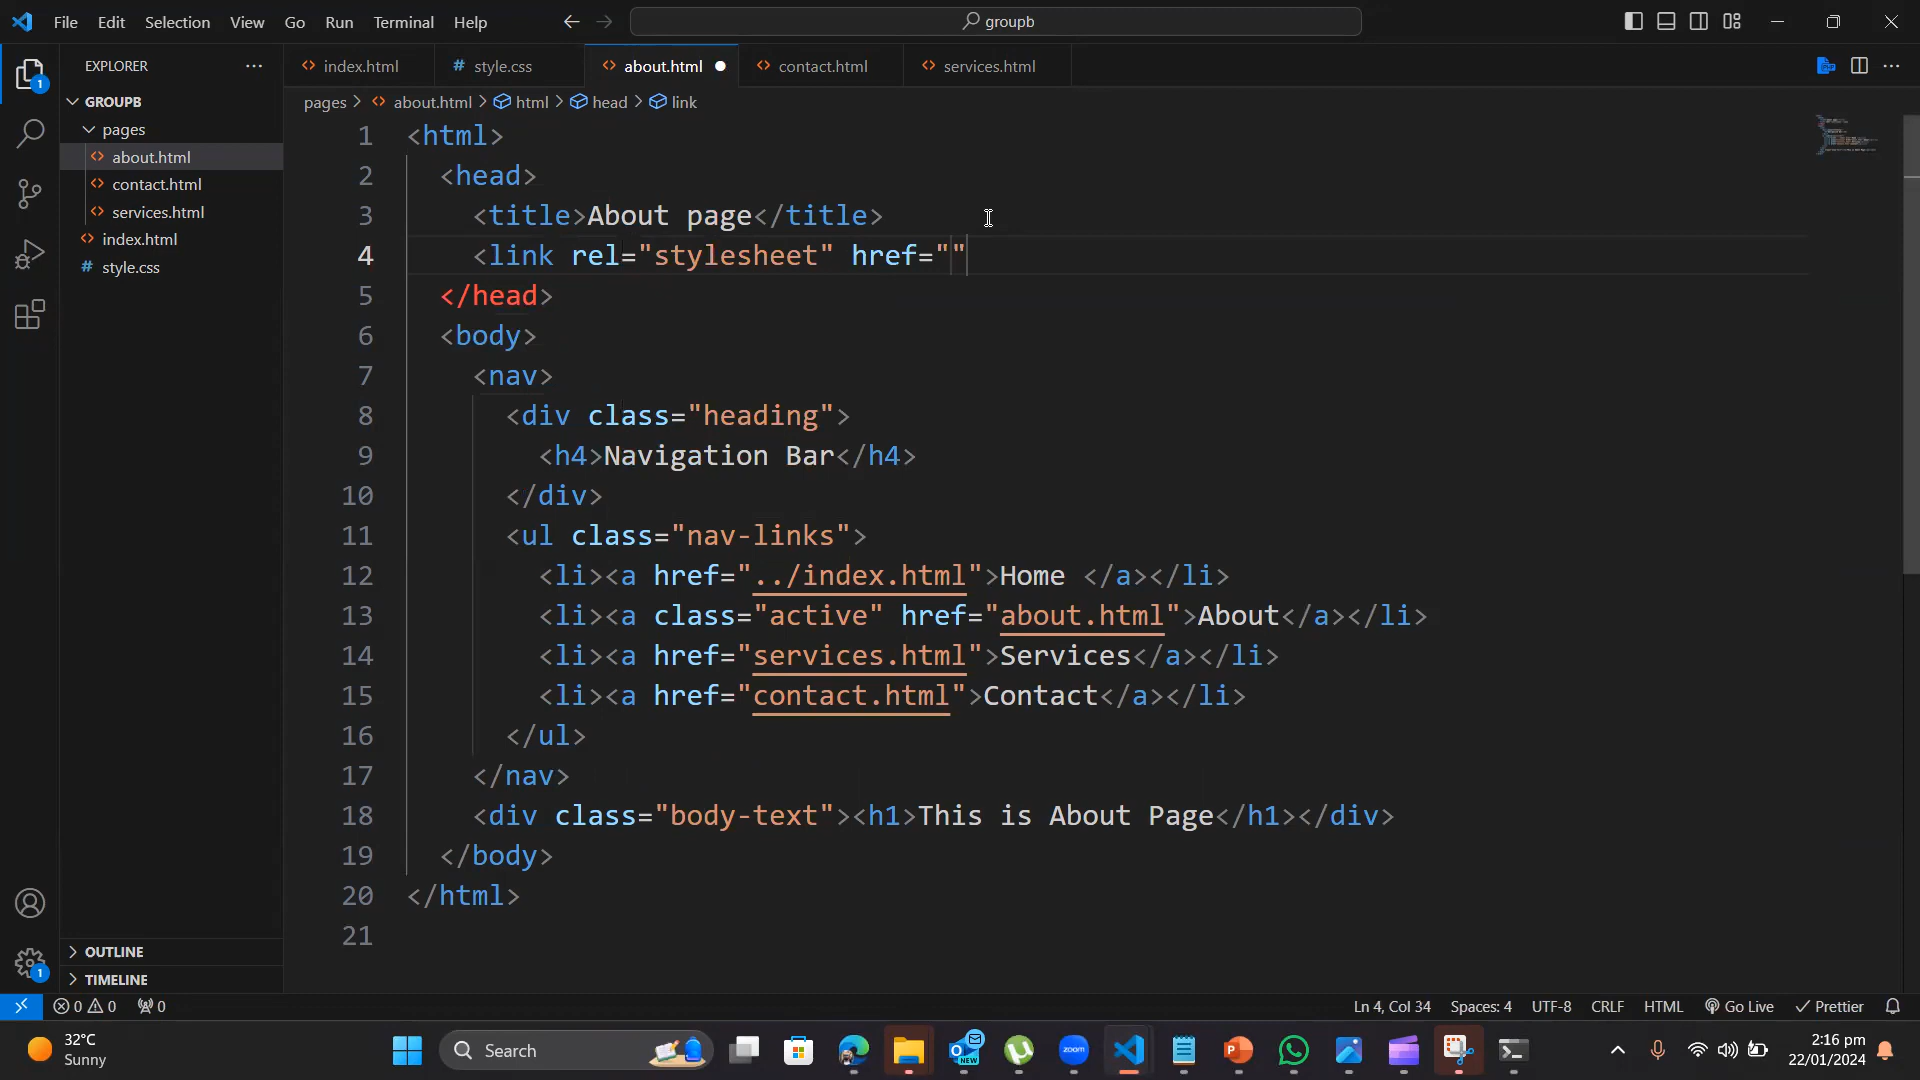 File Edit Selection View Go Run Terminal Help
groupb
EXPLORER
index.html
style.css
about.html
contact.html
services.html
1
GROUPB
pages
about.html
contact.html
services.html
index.html
style.css
pages > about.html > html > head > link
1 <html>
2 <head>
3 <title>About page</title>
4 <link rel="stylesheet" href=""
5 </head>
6 <body>
7 <nav>
8 <div class="heading">
9 <h4>Navigation Bar</h4>
10 </div>
11 <ul class="nav-links">
12 <li><a href="../index.html">Home </a></li>
13 <li><a class="active" href="about.html">About</a></li>
14 <li><a href="services.html">Services</a></li>
15 <li><a href="contact.html">Contact</a></li>
16 </ul>
17 </nav>
18 <div class="body-text"><h1>This is About Page</h1></div>
19 </body>
20 </html>
21
OUTLINE
1
TIMELINE
0 0 0
Ln 4, Col 34 Spaces: 4 UTF-8 CRLF HTML Go Live Prettier
32°C
Sunny
Search
NEW
zoom
P
2:16 pm
22/01/2024